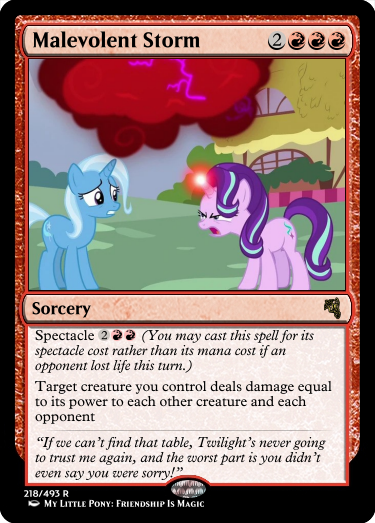 Malevolent Storm 2
Sorcery
Spectacle 2 (You may cast this spell for its
spectacle cost rather than its mana cost if an
opponent lost life this turn.)
Target creature you control deals damage equal
to its power to each other creature and each
opponent
“If we can't find that table, Twilight's never going
to trust me again, and the worst part is you didn't
even say you were sorry!”
218/493 R
My Little Pony: Friendship Is Magic